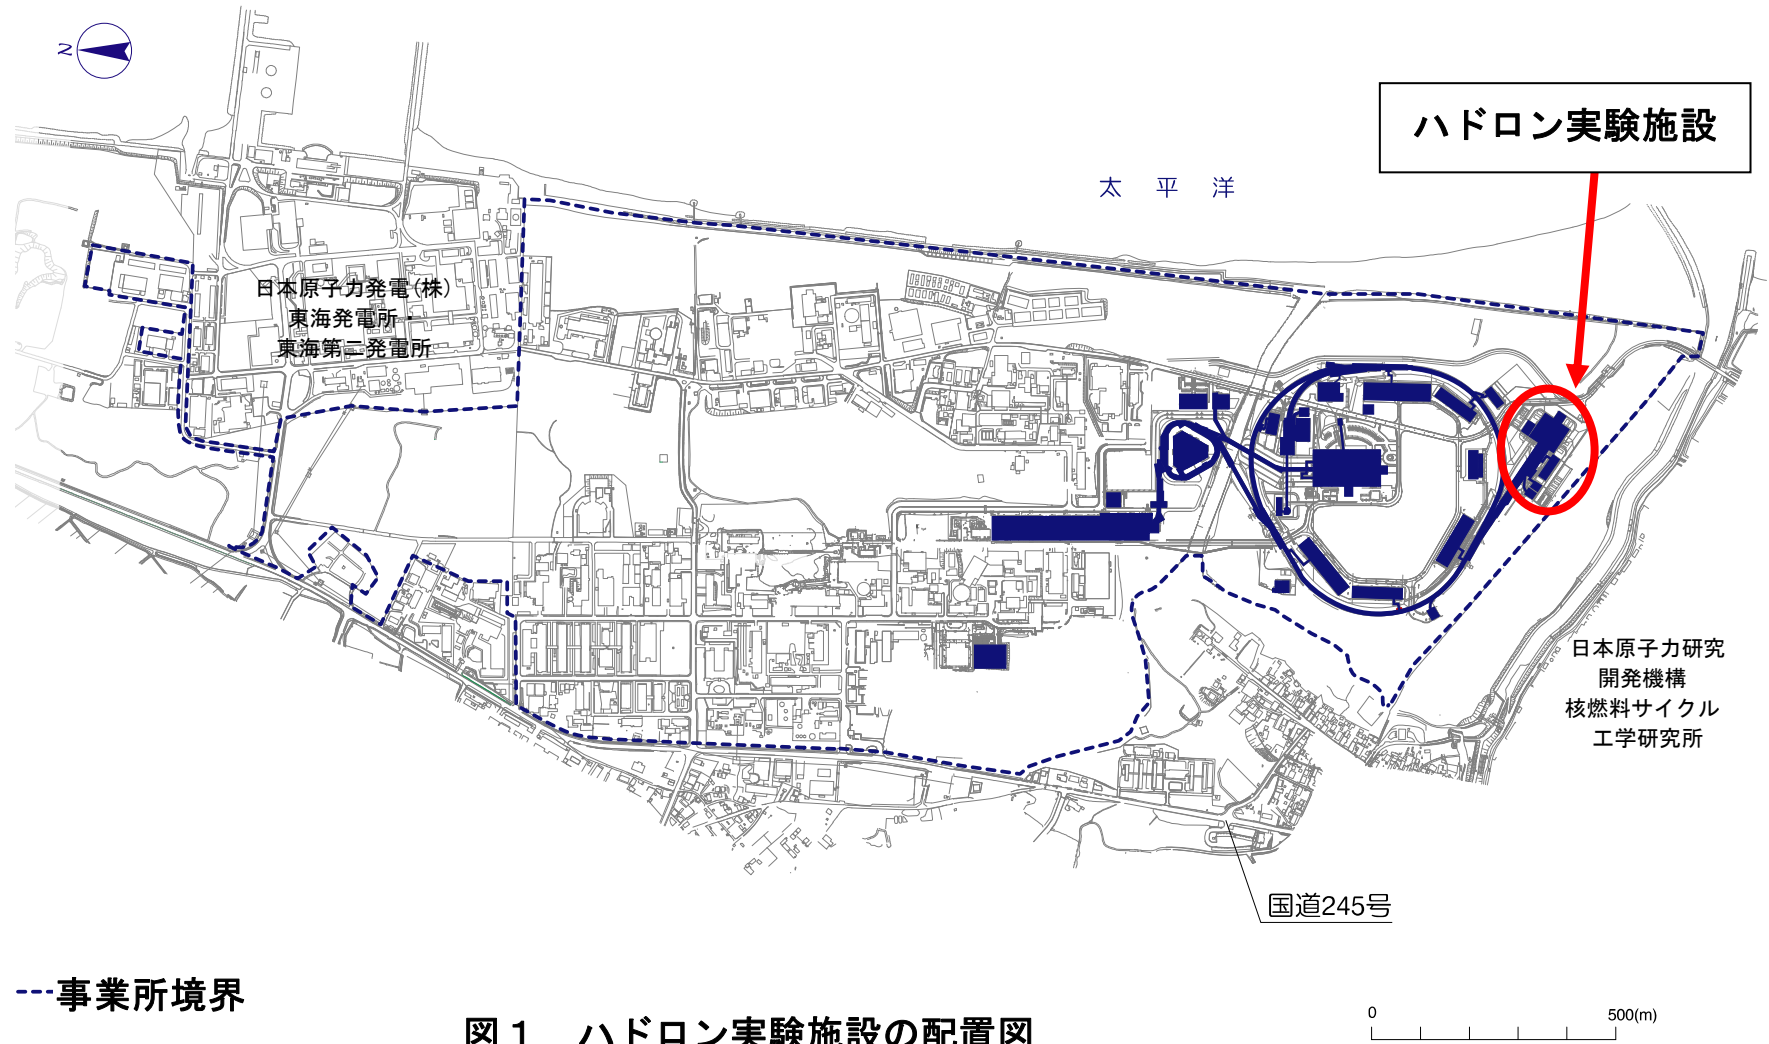 N
ハドロン実験施設
太 平 洋
日本原子力発電(株)
東海発電所・
東海第二発電所
日本原子力研究
開発機構
核燃料サイクル
工学研究所
国道245号
事業所境界
図1 ハドロン実験施設の配置図
0 500(m)